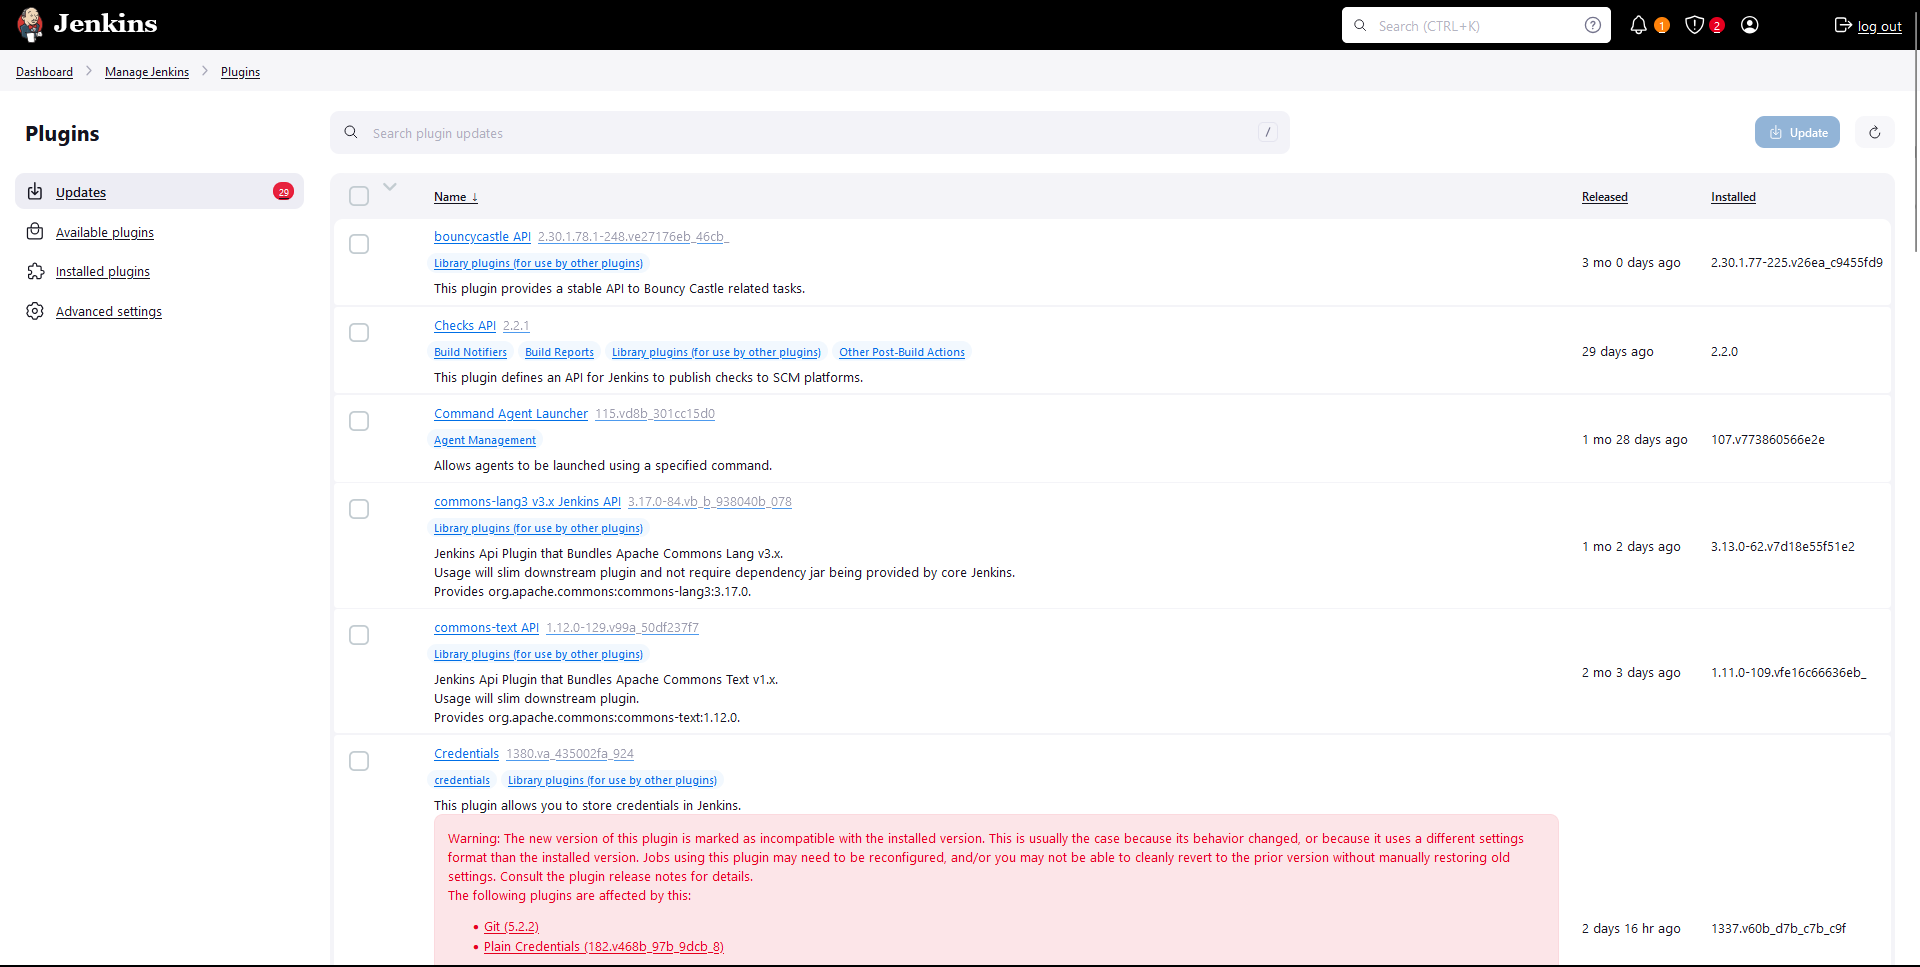 Jenkins
Search (CTRL+K)
1
2
log out
Dashboard
Manage Jenkins
Plugins
Plugins
Updates
29
Available plugins
Installed plugins
Advanced settings
Search plugin updates
/
Update
Name ↓
Released
Installed
bouncycastle API 2.30.1.78.1-248.ve27176eb_46cb_
Library plugins (for use by other plugins)
This plugin provides a stable API to Bouncy Castle related tasks.
3 mo 0 days ago
2.30.1.77-225.v26ea_c9455fd9
Checks API 2.2.1
Build Notifiers Build Reports Library plugins (for use by other plugins) Other Post-Build Actions
This plugin defines an API for Jenkins to publish checks to SCM platforms.
29 days ago
2.2.0
Command Agent Launcher 115.vd8b_301cc15d0
Agent Management
Allows agents to be launched using a specified command.
1 mo 28 days ago
107.v773860566e2e
commons-lang3 v3.x Jenkins API 3.17.0-84.vb_b_938040b_078
Library plugins (for use by other plugins)
Jenkins Api Plugin that Bundles Apache Commons Lang v3.x.
Usage will slim downstream plugin and not require dependency jar being provided by core Jenkins.
Provides org.apache.commons:commons-lang3:3.17.0.
1 mo 2 days ago
3.13.0-62.v7d18e55f51e2
commons-text API 1.12.0-129.v99a_50df237f7
Library plugins (for use by other plugins)
Jenkins Api Plugin that Bundles Apache Commons Text v1.x.
Usage will slim downstream plugin.
Provides org.apache.commons:commons-text:1.12.0.
2 mo 3 days ago
1.11.0-109.vfe16c66636eb_
Credentials 1380.va_435002fa_924
credentials Library plugins (for use by other plugins)
This plugin allows you to store credentials in Jenkins.
Warning: The new version of this plugin is marked as incompatible with the installed version. This is usually the case because its behavior changed, or because it uses a different settings
format than the installed version. Jobs using this plugin may need to be reconfigured, and/or you may not be able to cleanly revert to the prior version without manually restoring old
settings. Consult the plugin release notes for details.
The following plugins are affected by this:
• Git (5.2.2)
• Plain Credentials (182.v468b_97b_9dcb_8)
2 days 16 hr ago
1337.v60b_d7b_c7b_c9f